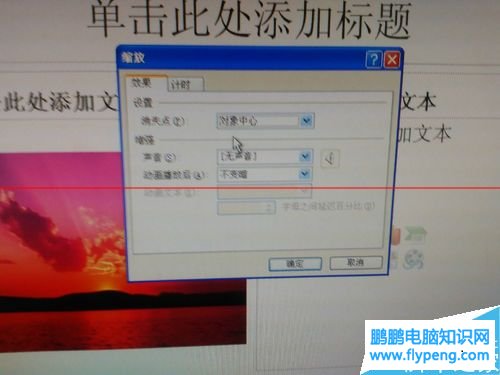 单击此处添加标题
缩放
效果 计时
此处添加文
文本
加文本
设置
消失点(P): 对象中心
增强
声音(S): [无声音]
动画播放后(A): 不变暗
动画文本(X):
字母之间延迟百分比(D)
确定 取消
鹏鹏电脑知识网
www.flypeng.com